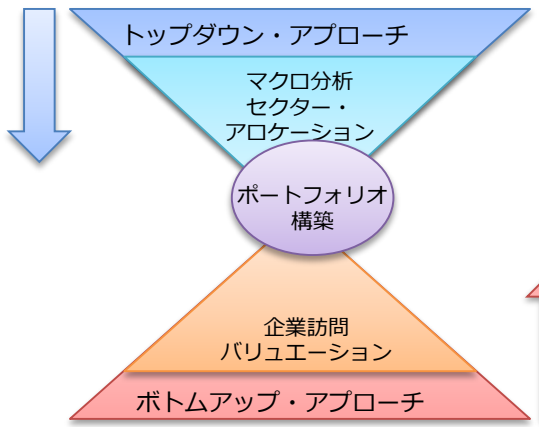 トップダウン・アプローチ
マクロ分析
セクター・
アロケーション
ポートフォリオ
構築
企業訪問
バリュエーション
ボトムアップ・アプローチ